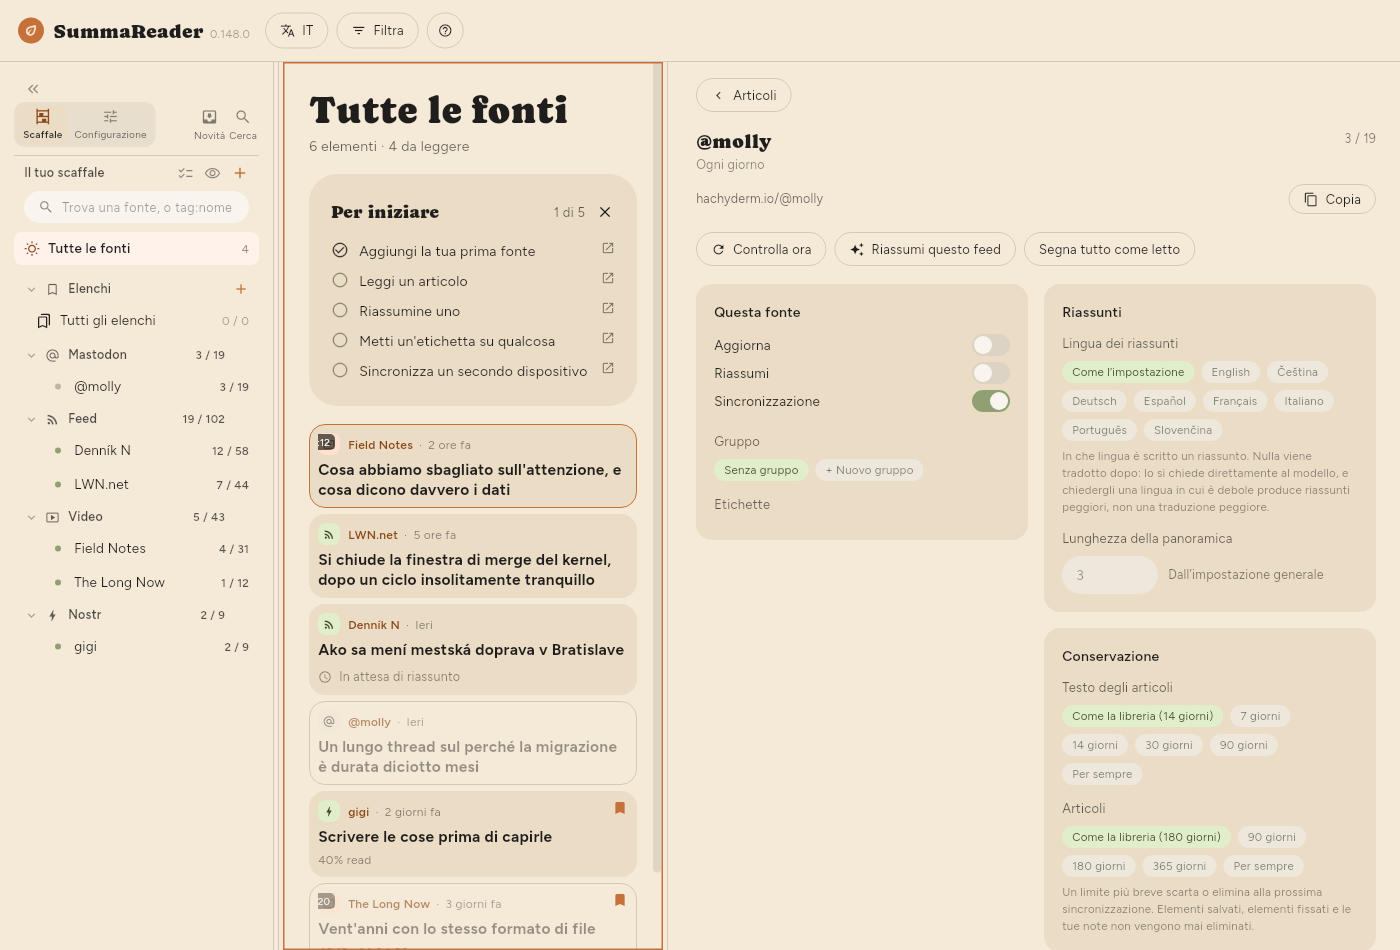 SummaReader 0.148.0
IT
Filtra
Scaffale
Configurazione
Novità
Cerca
Il tuo scaffale
Trova una fonte, o tag:nome
Tutte le fonti 4
Elenchi
Tutti gli elenchi 0 / 0
Mastodon 3 / 19
@molly 3 / 19
Feed 19 / 102
Denník N 12 / 58
LWN.net 7 / 44
Video 5 / 43
Field Notes 4 / 31
The Long Now 1 / 12
Nostr 2 / 9
gigi 2 / 9
Tutte le fonti
6 elementi · 4 da leggere
Per iniziare 1 di 5
Aggiungi la tua prima fonte
Leggi un articolo
Riassumine uno
Metti un'etichetta su qualcosa
Sincronizza un secondo dispositivo
:12 Field Notes · 2 ore fa
Cosa abbiamo sbagliato sull'attenzione, e
cosa dicono davvero i dati
LWN.net · 5 ore fa
Si chiude la finestra di merge del kernel,
dopo un ciclo insolitamente tranquillo
Denník N · Ieri
Ako sa mení mestská doprava v Bratislave
In attesa di riassunto
@molly · Ieri
Un lungo thread sul perché la migrazione
è durata diciotto mesi
gigi · 2 giorni fa
Scrivere le cose prima di capirle
40% read
20 The Long Now · 3 giorni fa
Vent'anni con lo stesso formato di file
Articoli
@molly 3 / 19
Ogni giorno
hachyderm.io/@molly
Copia
Controlla ora
Riassumi questo feed
Segna tutto come letto
Questa fonte
Aggiorna
Riassumi
Sincronizzazione
Gruppo
Senza gruppo
+ Nuovo gruppo
Etichette
Riassunti
Lingua dei riassunti
Come l'impostazione English Čeština
Deutsch Español Français Italiano
Português Slovenčina
In che lingua è scritto un riassunto. Nulla viene
tradotto dopo: lo si chiede direttamente al modello, e
chiedergli una lingua in cui è debole produce riassunti
peggiori, non una traduzione peggiore.
Lunghezza della panoramica
3 Dall'impostazione generale
Conservazione
Testo degli articoli
Come la libreria (14 giorni) 7 giorni
14 giorni 30 giorni 90 giorni
Per sempre
Articoli
Come la libreria (180 giorni) 90 giorni
180 giorni 365 giorni Per sempre
Un limite più breve scarta o elimina alla prossima
sincronizzazione. Elementi salvati, elementi fissati e le
tue note non vengono mai eliminati.